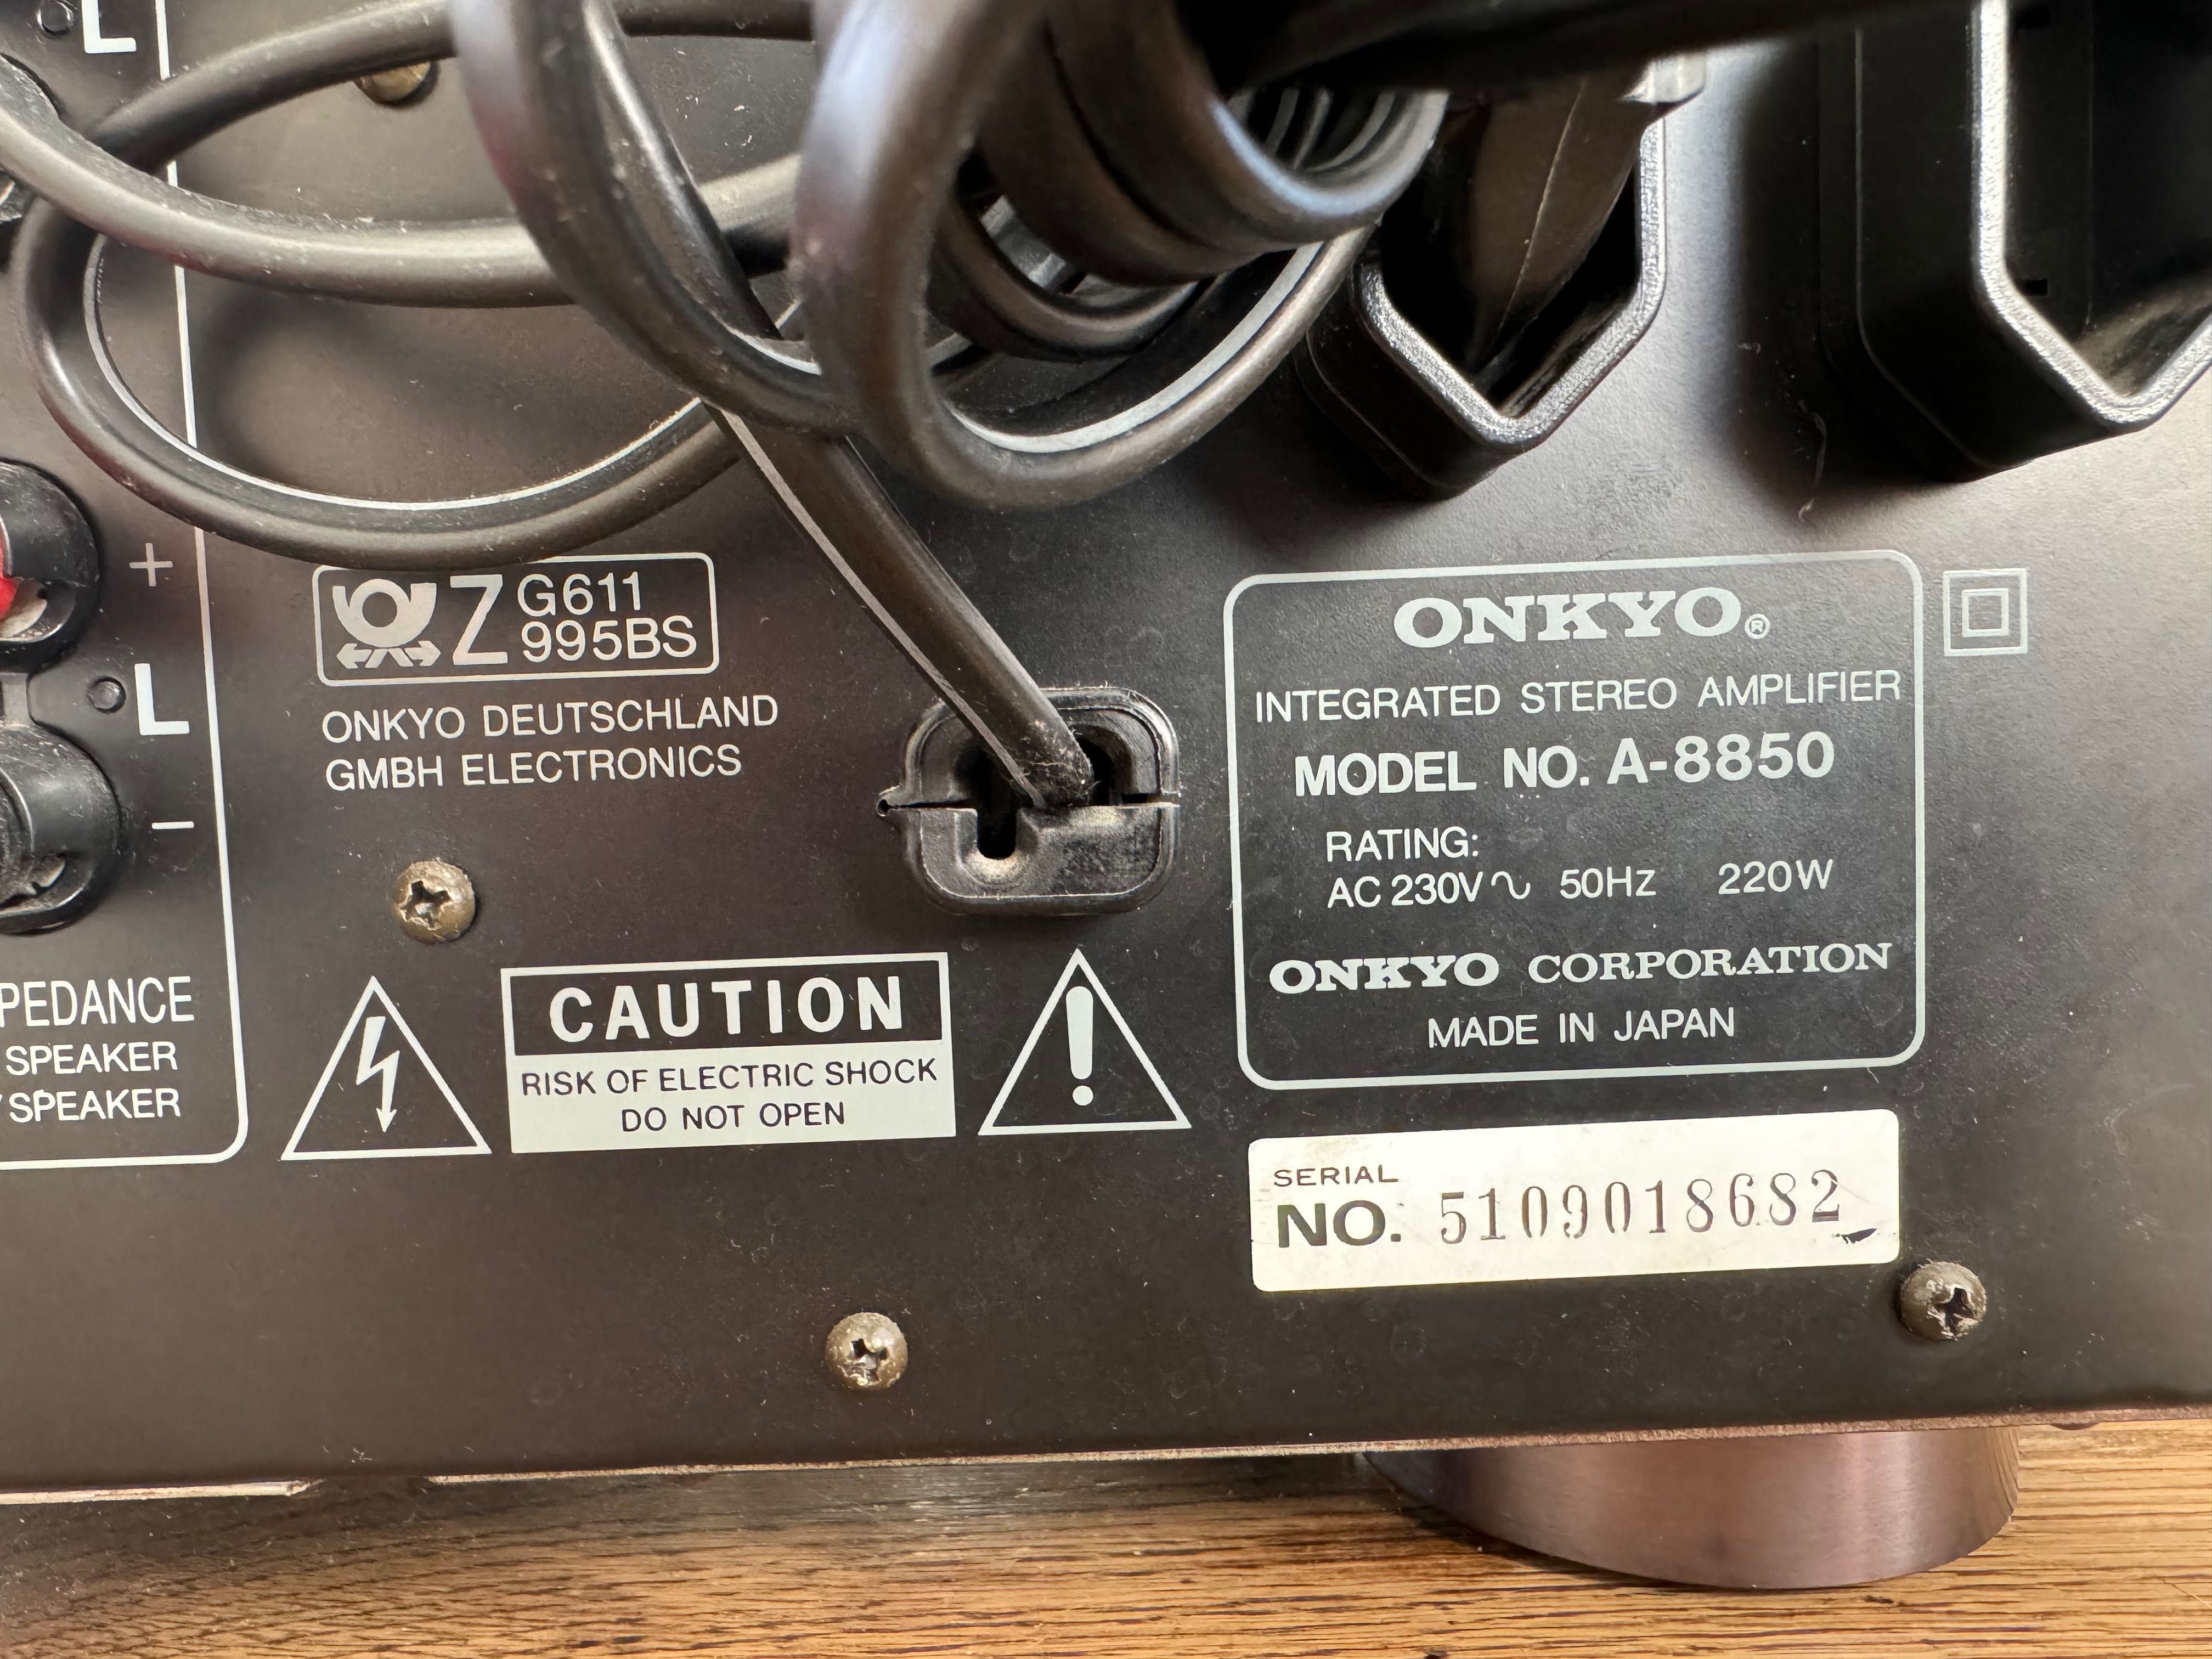 L
+
L
−
Z G611
995BS
ONKYO DEUTSCHLAND
GMBH ELECTRONICS
PEDANCE
SPEAKER
SPEAKER
CAUTION
RISK OF ELECTRIC SHOCK
DO NOT OPEN
!
ONKYO®
INTEGRATED STEREO AMPLIFIER
MODEL NO. A-8850
RATING:
AC 230V∿ 50Hz 220W
ONKYO CORPORATION
MADE IN JAPAN
SERIAL
NO. 5109018682